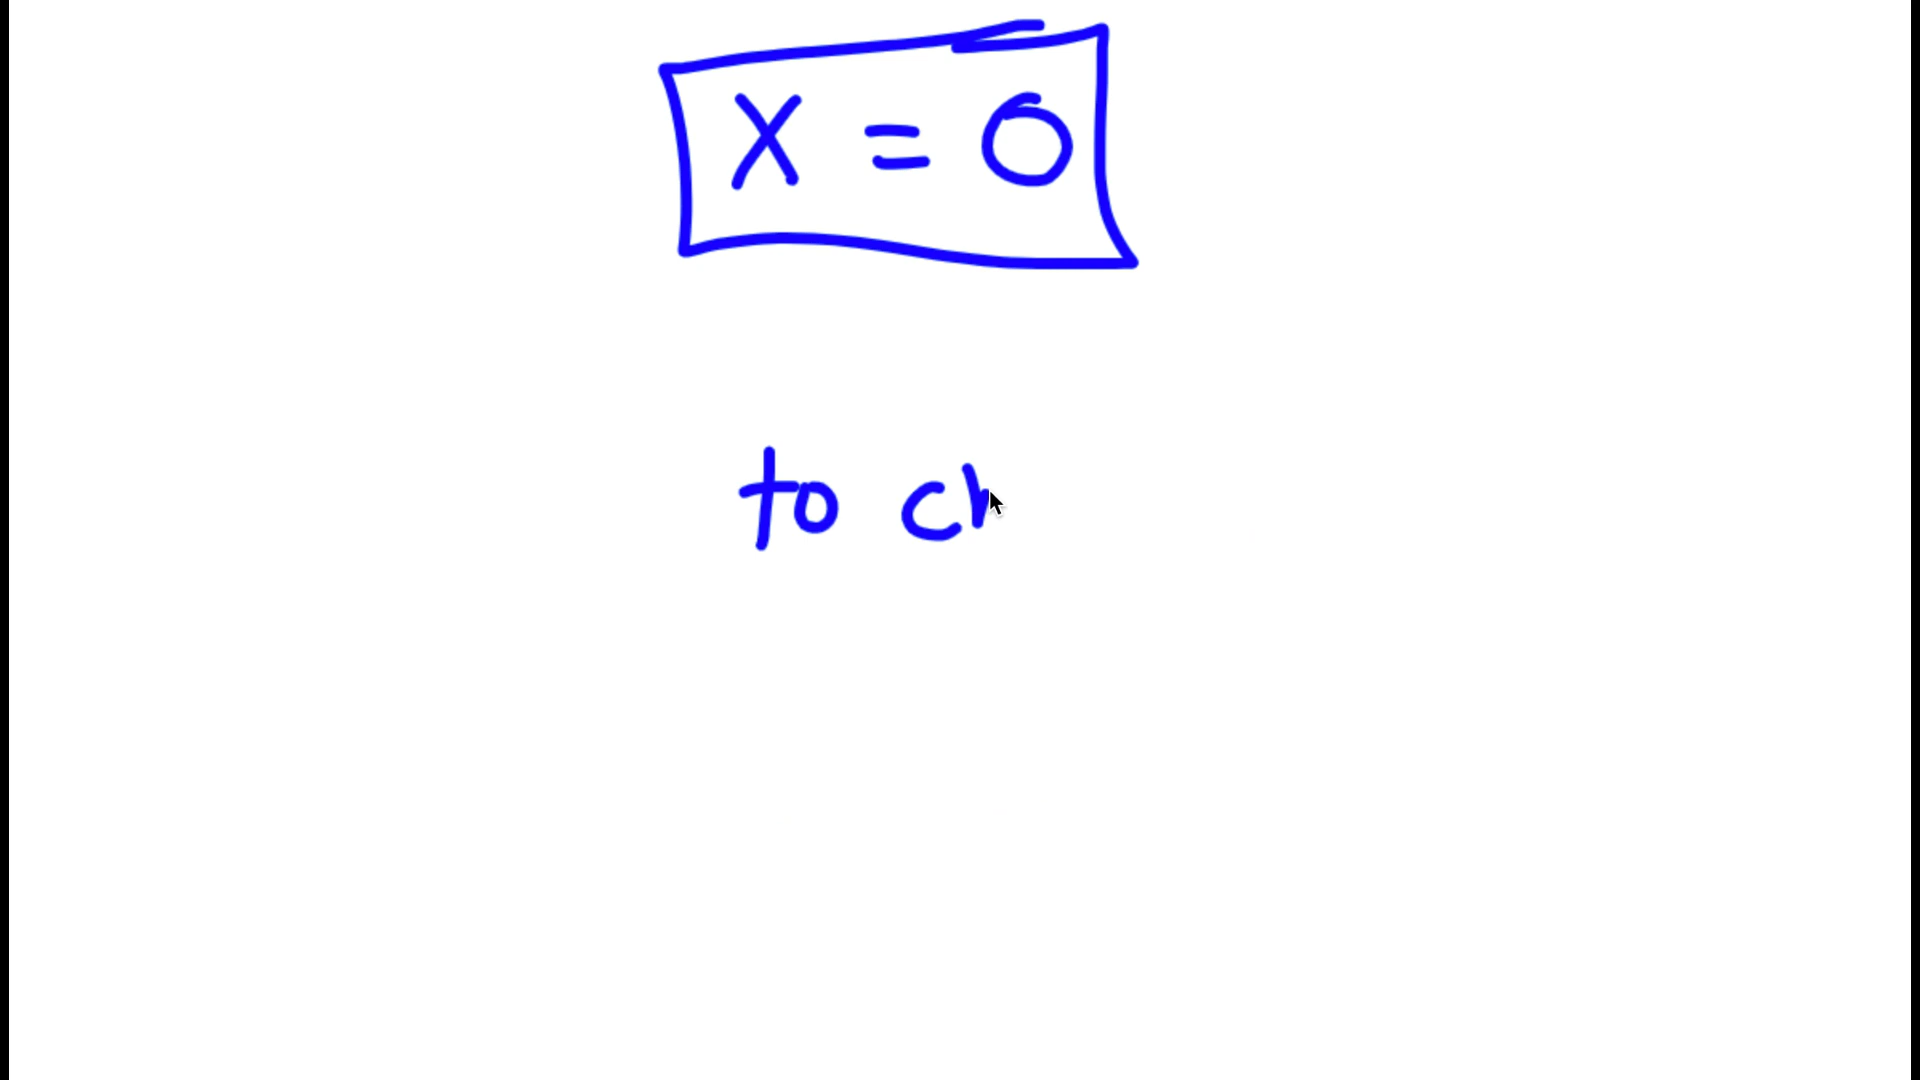 X = 0
to ch